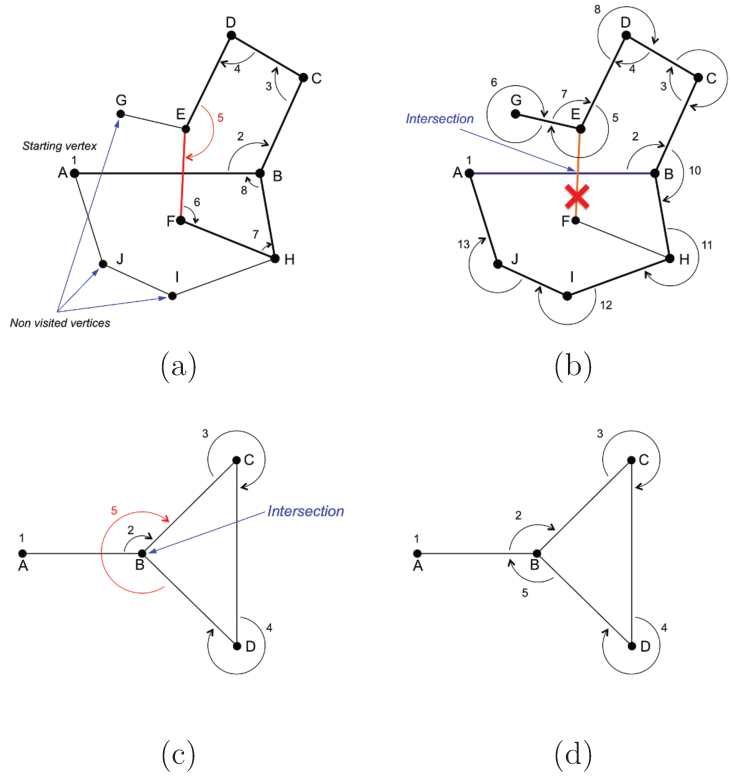 D
4
C
3
G
E
5
Starting vertex
1
2
A
B
8
6
F
7
H
J
I
Non visited vertices
(a)
8
D
4
C
6
7
3
G
E
5
Intersection
2
1
A
B
10
F
11
13
J
I
H
12
(b)
3
C
5
2
Intersection
1
A
B
4
D
(c)
3
C
2
1
A
B
5
4
D
(d)